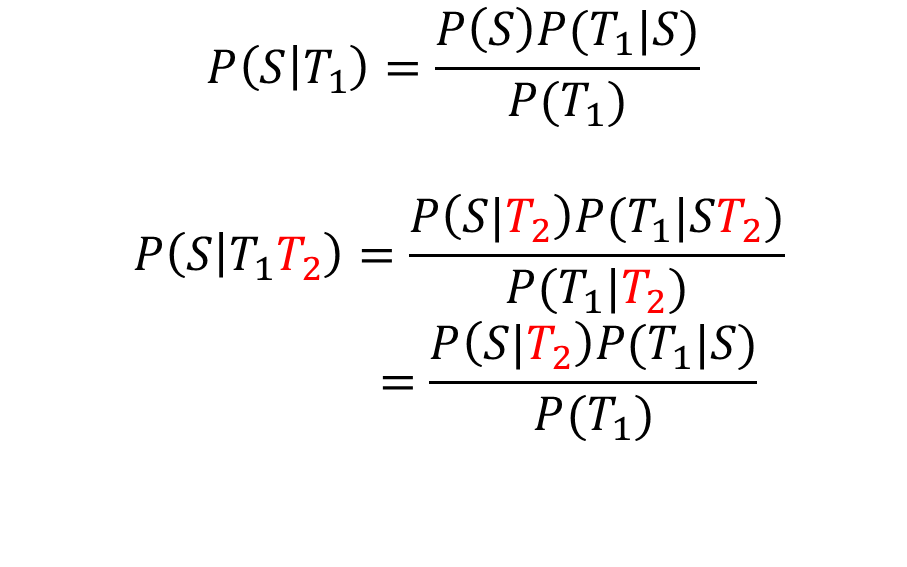 P(S|T₁) = P(S)P(T₁|S) / P(T₁)
P(S|T₁T₂) = P(S|T₂)P(T₁|ST₂) / P(T₁|T₂)
= P(S|T₂)P(T₁|S) / P(T₁)